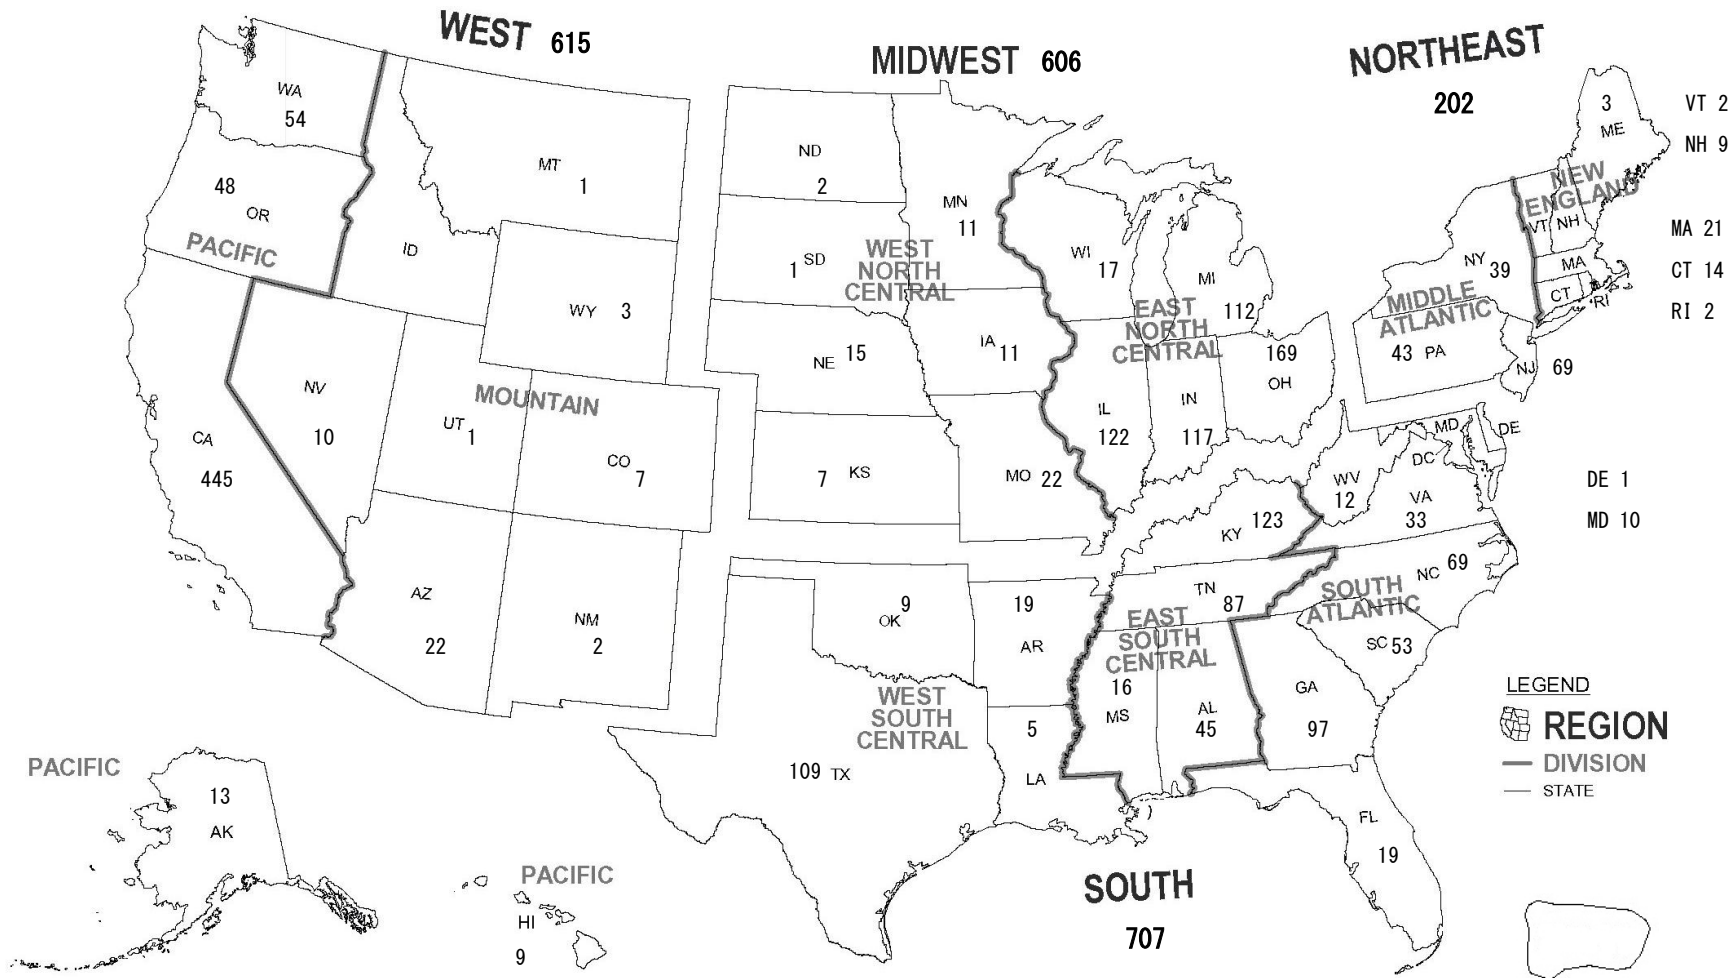 WEST 615
MIDWEST 606
NORTHEAST
202
WA
54
48
OR
PACIFIC
ID
MT
1
WY 3
NV
10
UT 1
MOUNTAIN
CO
7
CA
445
AZ
22
NM
2
ND
2
1 SD
NE 15
7 KS
MN
11
WEST
NORTH
CENTRAL
IA 11
MO 22
WI 17
MI
112
EAST
NORTH
CENTRAL
IL
122
IN
117
169
OH
3
ME
VT 2
NH 9
NEW
ENGLAND
VT NH
MA 21
MA
CT 14
CT
RI
RI 2
NY 39
MIDDLE
ATLANTIC
43 PA
NJ 69
MD
DE
DC
DE 1
MD 10
WV
12
VA
33
123
KY
TN
87
NC 69
SOUTH
ATLANTIC
SC 53
GA
97
EAST
SOUTH
CENTRAL
16
MS
AL
45
9
OK
19
AR
WEST
SOUTH
CENTRAL
5
LA
109 TX
FL
19
SOUTH
707
PACIFIC
13
AK
PACIFIC
HI
9
LEGEND
REGION
DIVISION
STATE